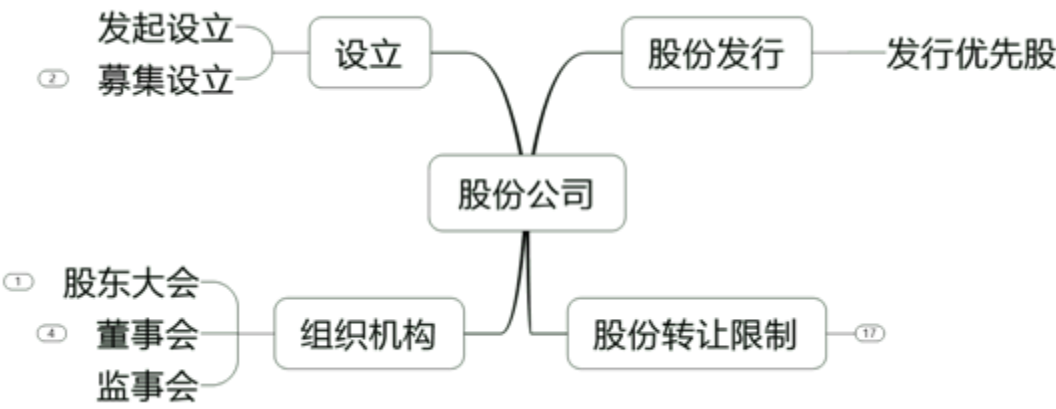 发起设立
2 募集设立
设立
股份发行
发行优先股
股份公司
1 股东大会
4 董事会
监事会
组织机构
股份转让限制
17